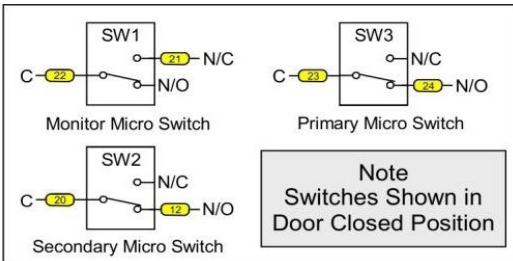 SW1
21 N/C
C 22
N/O
Monitor Micro Switch
SW3
N/C
C 23
24 N/O
Primary Micro Switch
SW2
N/C
C 20
12 N/O
Secondary Micro Switch
Note
Switches Shown in
Door Closed Position